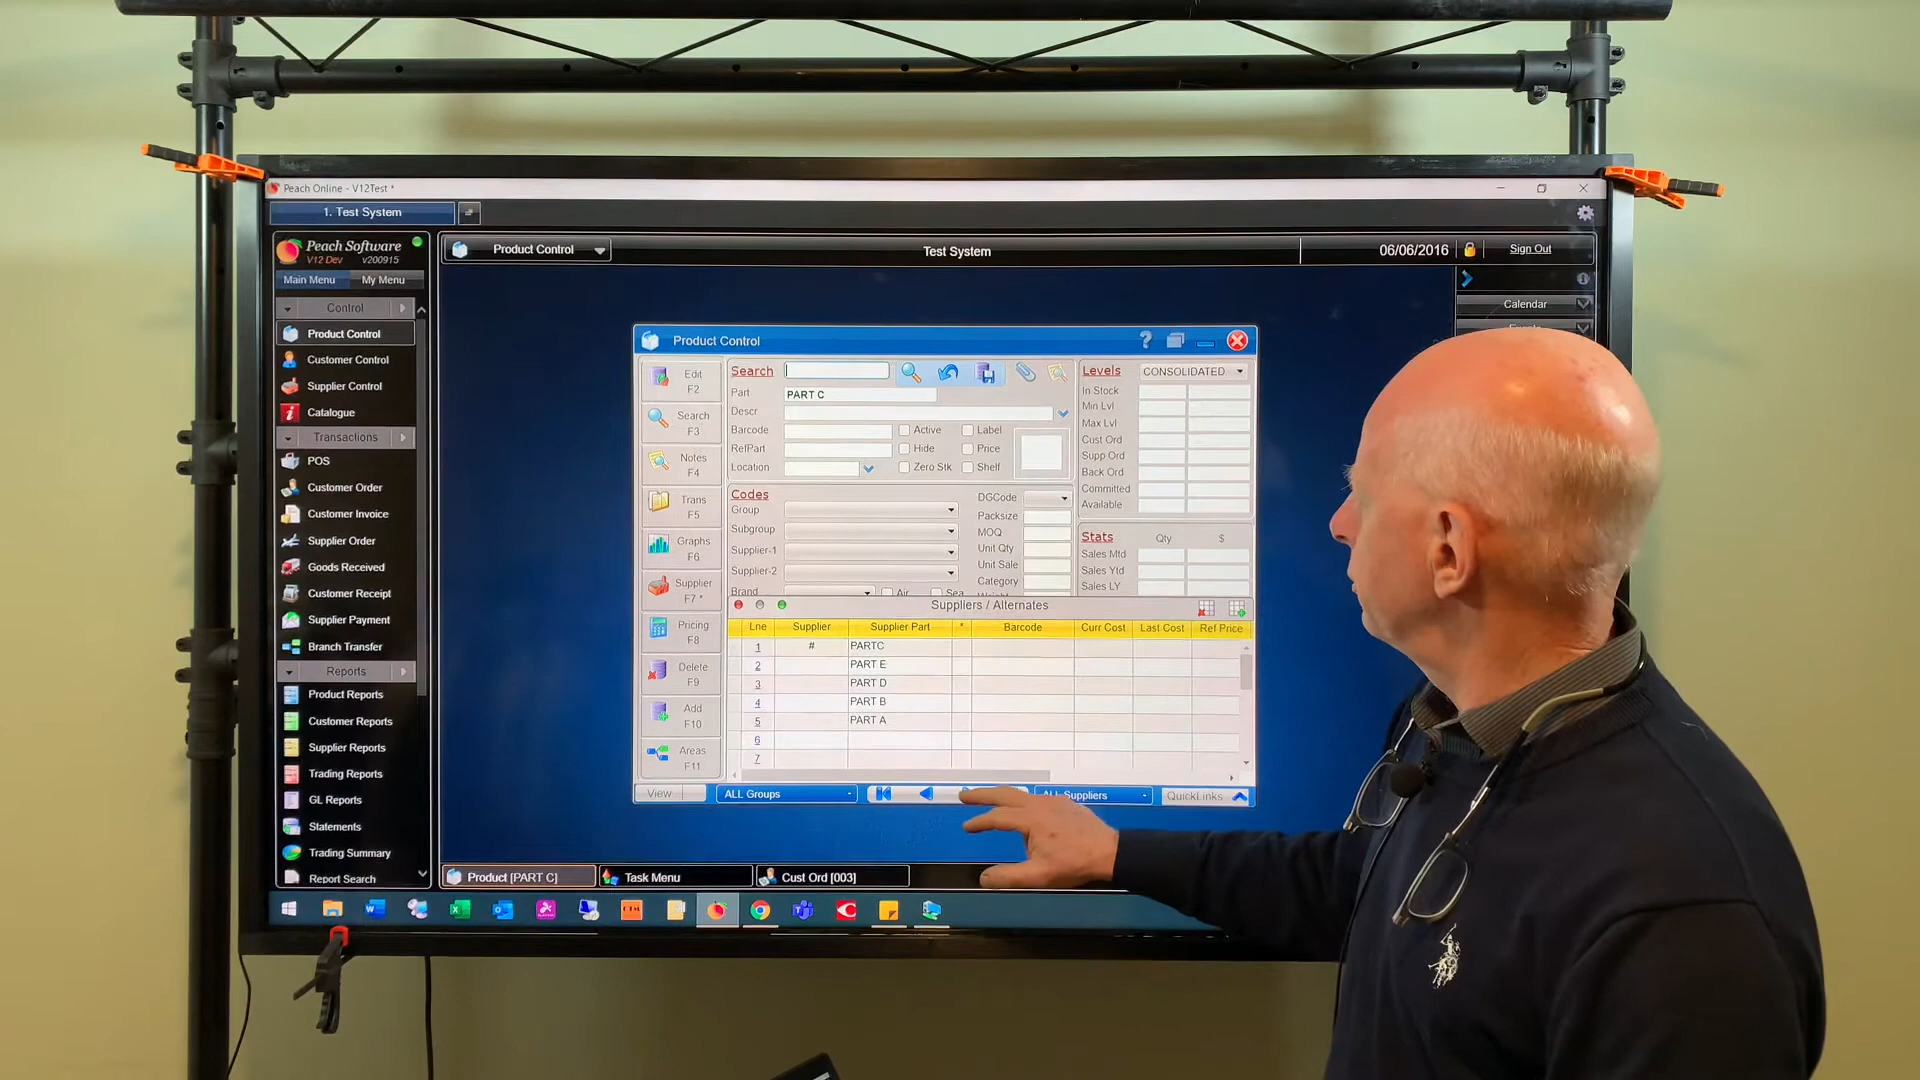 Peach Online - V12Test *
1. Test System
Peach Software
V12 Dev v200915
Main Menu My Menu
Control
Product Control
Customer Control
Supplier Control
Catalogue
Transactions
POS
Customer Order
Customer Invoice
Supplier Order
Goods Received
Customer Receipt
Supplier Payment
Branch Transfer
Reports
Product Reports
Customer Reports
Supplier Reports
Trading Reports
GL Reports
Statements
Trading Summary
Report Search
Product Control
Test System
06/06/2016
Sign Out
Calendar
Product Control
?
Edit
F2
Search
F3
Notes
F4
Trans
F5
Graphs
F6
Supplier
F7 *
Pricing
F8
Delete
F9
Add
F10
Areas
F11
Search
Part PART C
Descr
Barcode Active Label
RefPart Hide Price
Location Zero Stk Shelf
Codes
Group
Subgroup
Supplier-1
Supplier-2
Brand Air Sea
DGCode
Packsize
MOQ
Unit Qty
Unit Sale
Category
Levels CONSOLIDATED
In Stock
Min Lvl
Max Lvl
Cust Ord
Supp Ord
Back Ord
Committed
Available
Stats Qty $
Sales Mtd
Sales Ytd
Sales LY
Suppliers / Alternates
Lne Supplier Supplier Part * Barcode Curr Cost Last Cost Ref Price
1 # PARTC
2 PART E
3 PART D
4 PART B
5 PART A
6
7
View ALL Groups ALL Suppliers QuickLinks
Product [PART C] Task Menu Cust Ord [003]